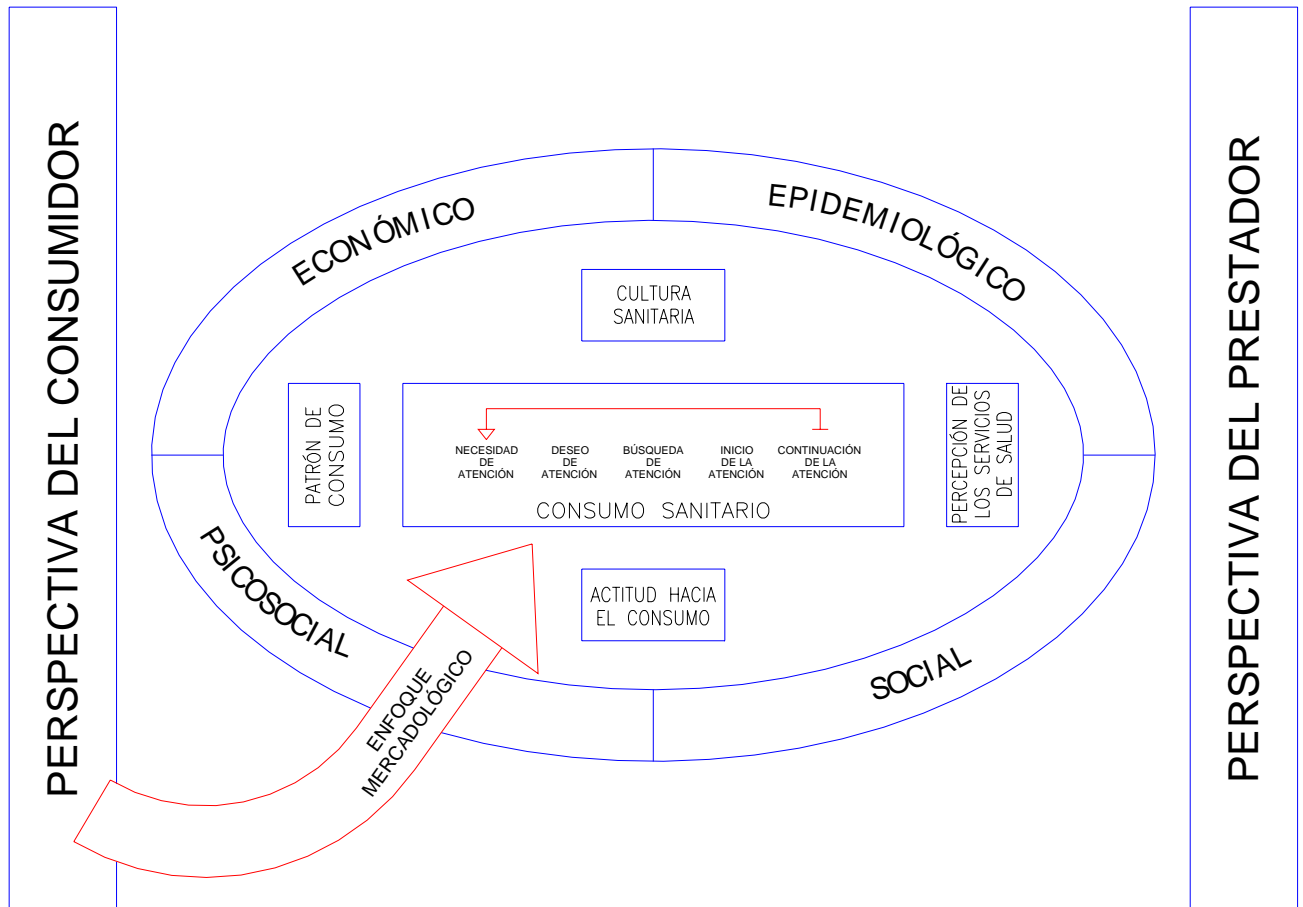 PERSPECTIVA DEL CONSUMIDOR
ECONÓMICO
EPIDEMIOLÓGICO
CULTURA
SANITARIA
PATRÓN DE
CONSUMO
NECESIDAD
DE
ATENCIÓN
DESEO
DE
ATENCIÓN
BÚSQUEDA
DE
ATENCIÓN
INICIO
DE LA
ATENCIÓN
CONTINUACIÓN
DE LA
ATENCIÓN
CONSUMO SANITARIO
PERCEPCIÓN DE
LOS SERVICIOS
DE SALUD
ACTITUD HACIA
EL CONSUMO
PSICOSOCIAL
SOCIAL
ENFOQUE
MERCADOLÓGICO
PERSPECTIVA DEL PRESTADOR